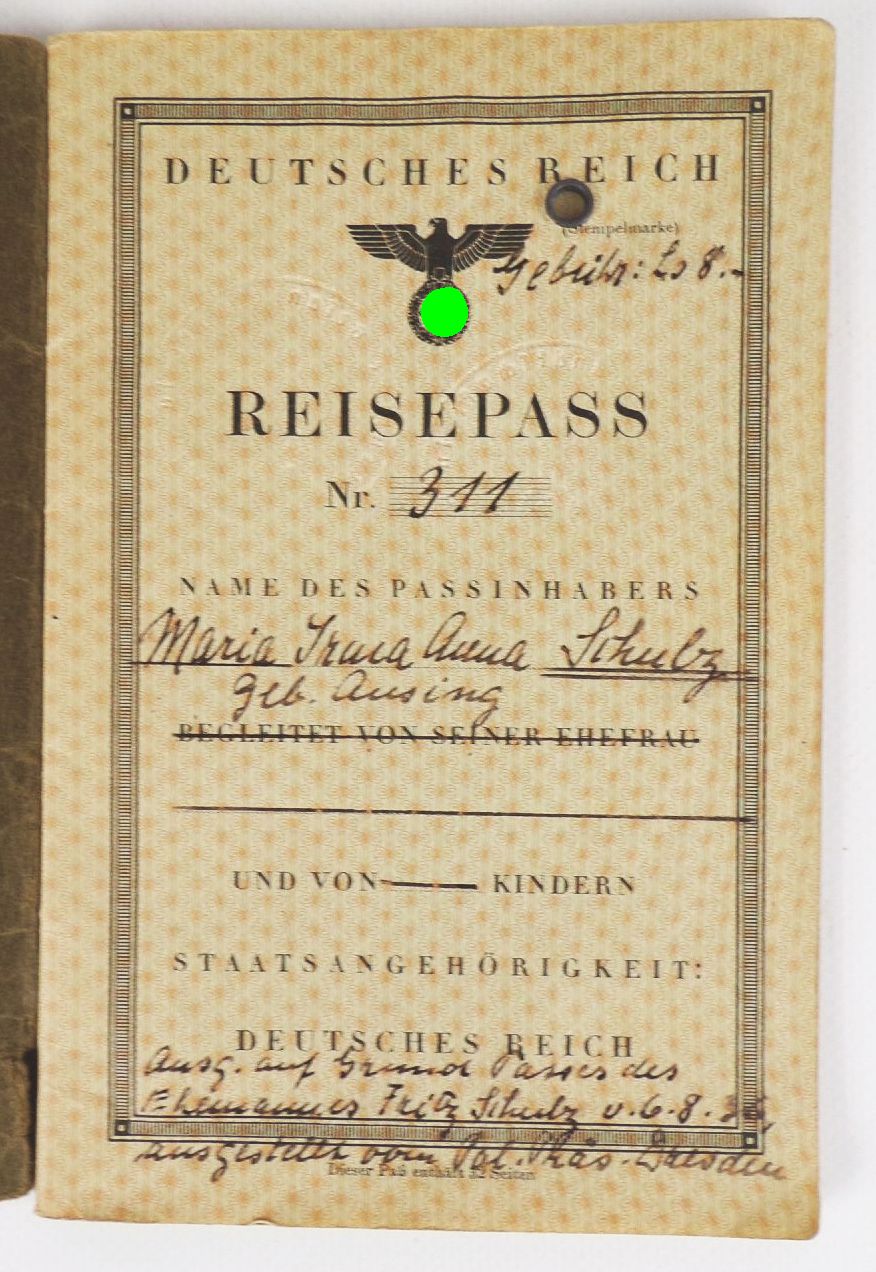 DEUTSCHES REICH
(Stempelmarke)
Gebühr: Ls 8.-
REISEPASS
Nr. 311
NAME DES PASSINHABERS
Maria Irma Anna Schulz
geb. Ansing
BEGLEITET VON SEINER EHEFRAU
UND VON KINDERN
STAATSANGEHÖRIGKEIT:
DEUTSCHES REICH
Ausg. auf Grund Passes des
Ehemannes Fritz Schulz v. 6.8.36,
ausgestellt vom Pol. Präs. Dresden
Dieser Paß enthält 32 Seiten